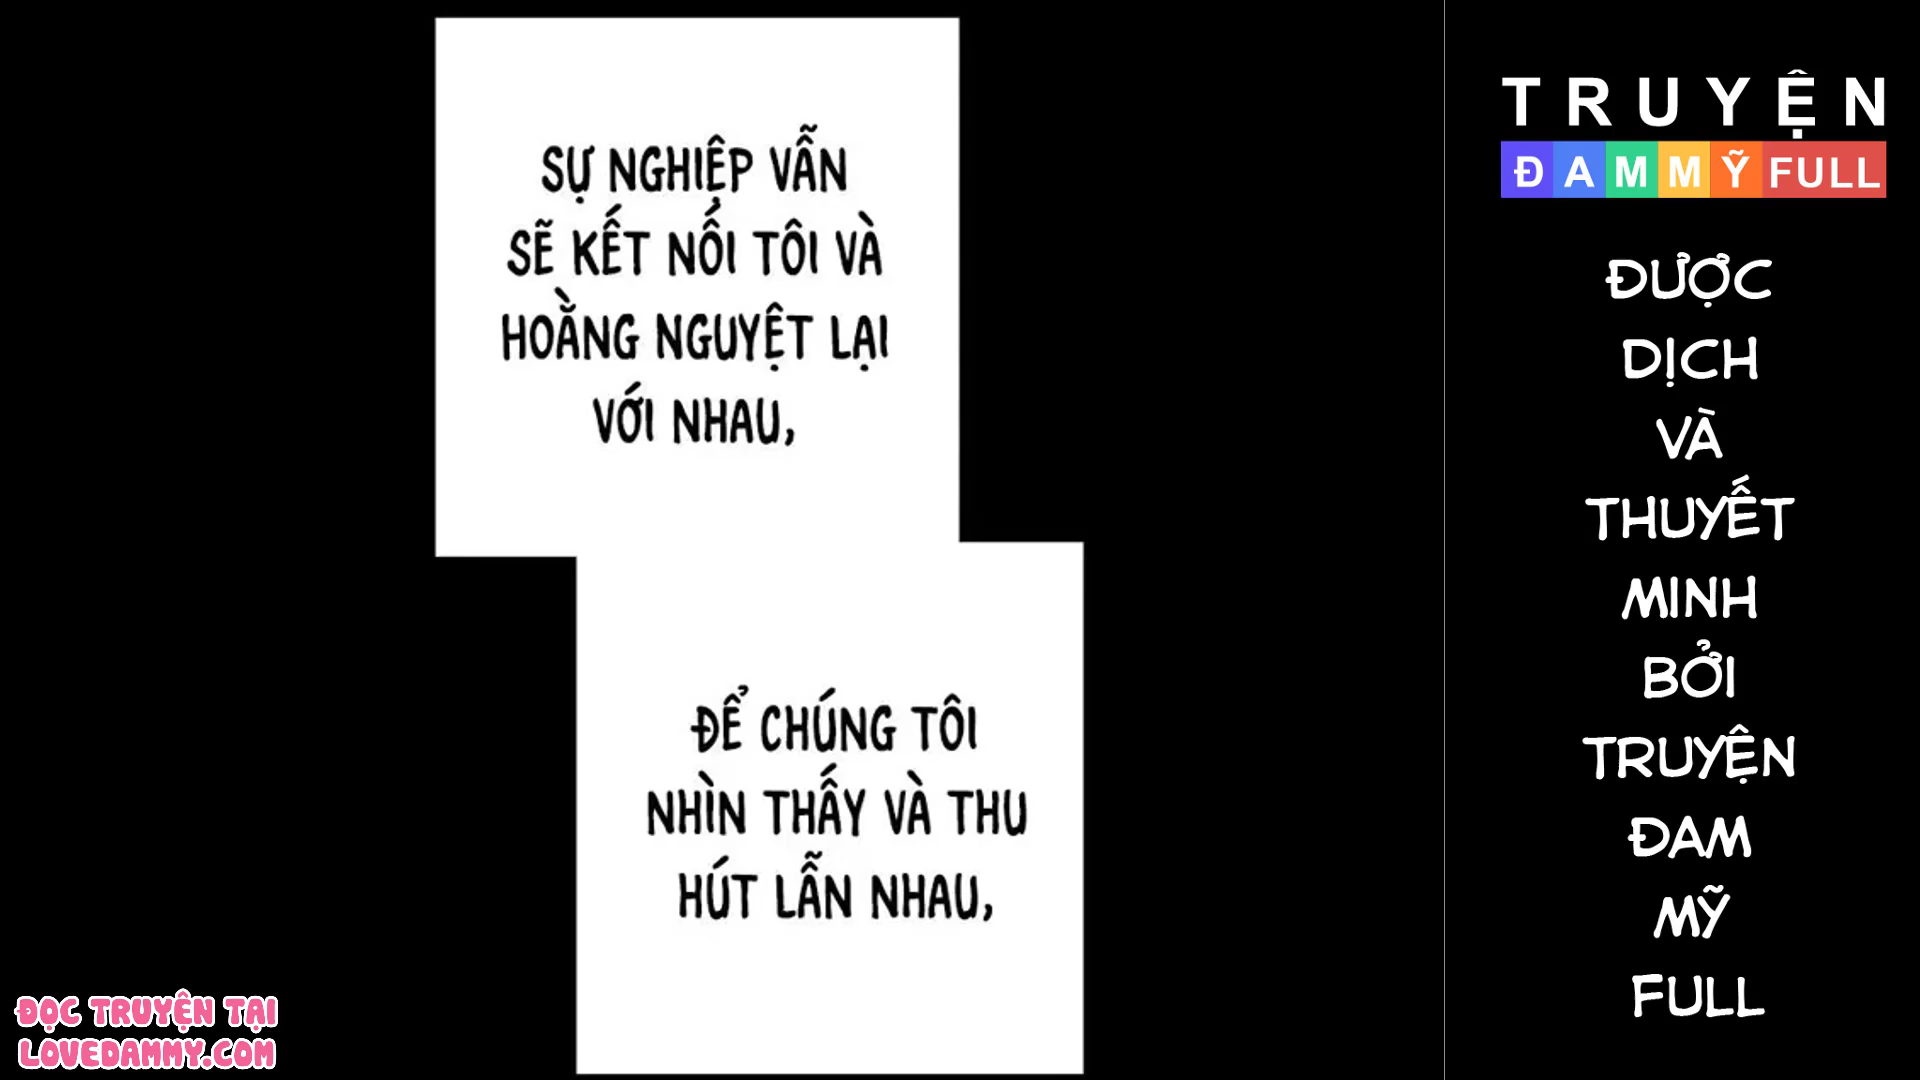 SỰ NGHIỆP VẪN
SẼ KẾT NỐI TÔI VÀ
HOẰNG NGUYỆT LẠI
VỚI NHAU,
ĐỂ CHÚNG TÔI
NHÌN THẤY VÀ THU
HÚT LẪN NHAU,
TRUYỆN
ĐAMMỸ FULL
ĐƯỢC
DỊCH
VÀ
THUYẾT
MINH
BỞI
TRUYỆN
ĐAM
MỸ
FULL
ĐỌC TRUYỆN TẠI
LOVEDAMMY.COM